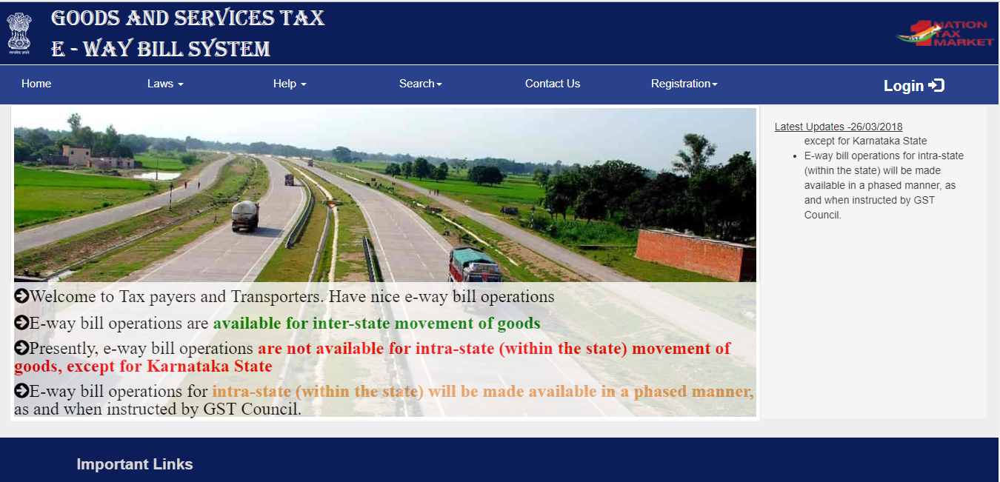 GOODS AND SERVICES TAX
E - WAY BILL SYSTEM
NATION
TAX
MARKET
Home
Laws
Help
Search
Contact Us
Registration
Login
Welcome to Tax payers and Transporters. Have nice e-way bill operations
E-way bill operations are available for inter-state movement of goods
Presently, e-way bill operations are not available for intra-state (within the state) movement of
goods, except for Karnataka State
E-way bill operations for intra-state (within the state) will be made available in a phased manner,
as and when instructed by GST Council.
Latest Updates -26/03/2018
except for Karnataka State
E-way bill operations for intra-state
(within the state) will be made
available in a phased manner, as
and when instructed by GST
Council.
Important Links